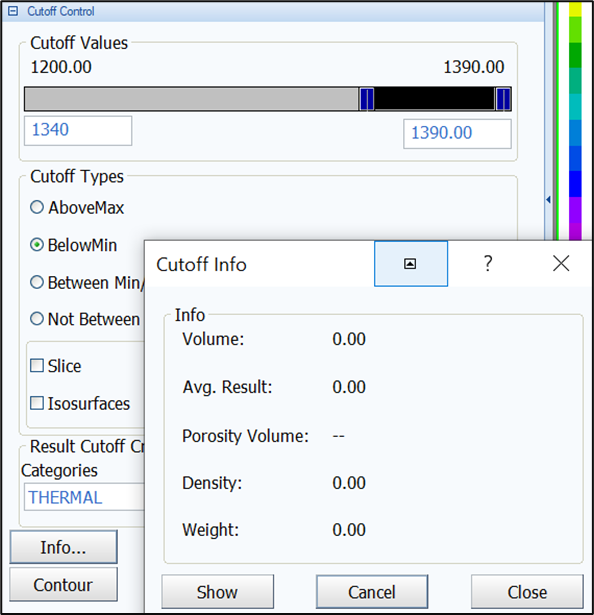 Cutoff Control
Cutoff Values
1200.00 1390.00
1340 1390.00
Cutoff Types
AboveMax
BelowMin
Between Min/
Not Between
Slice
Isosurfaces
Result Cutoff Cr
Categories
THERMAL
Info...
Contour
Cutoff Info ?
Info
Volume: 0.00
Avg. Result: 0.00
Porosity Volume: --
Density: 0.00
Weight: 0.00
Show Cancel Close